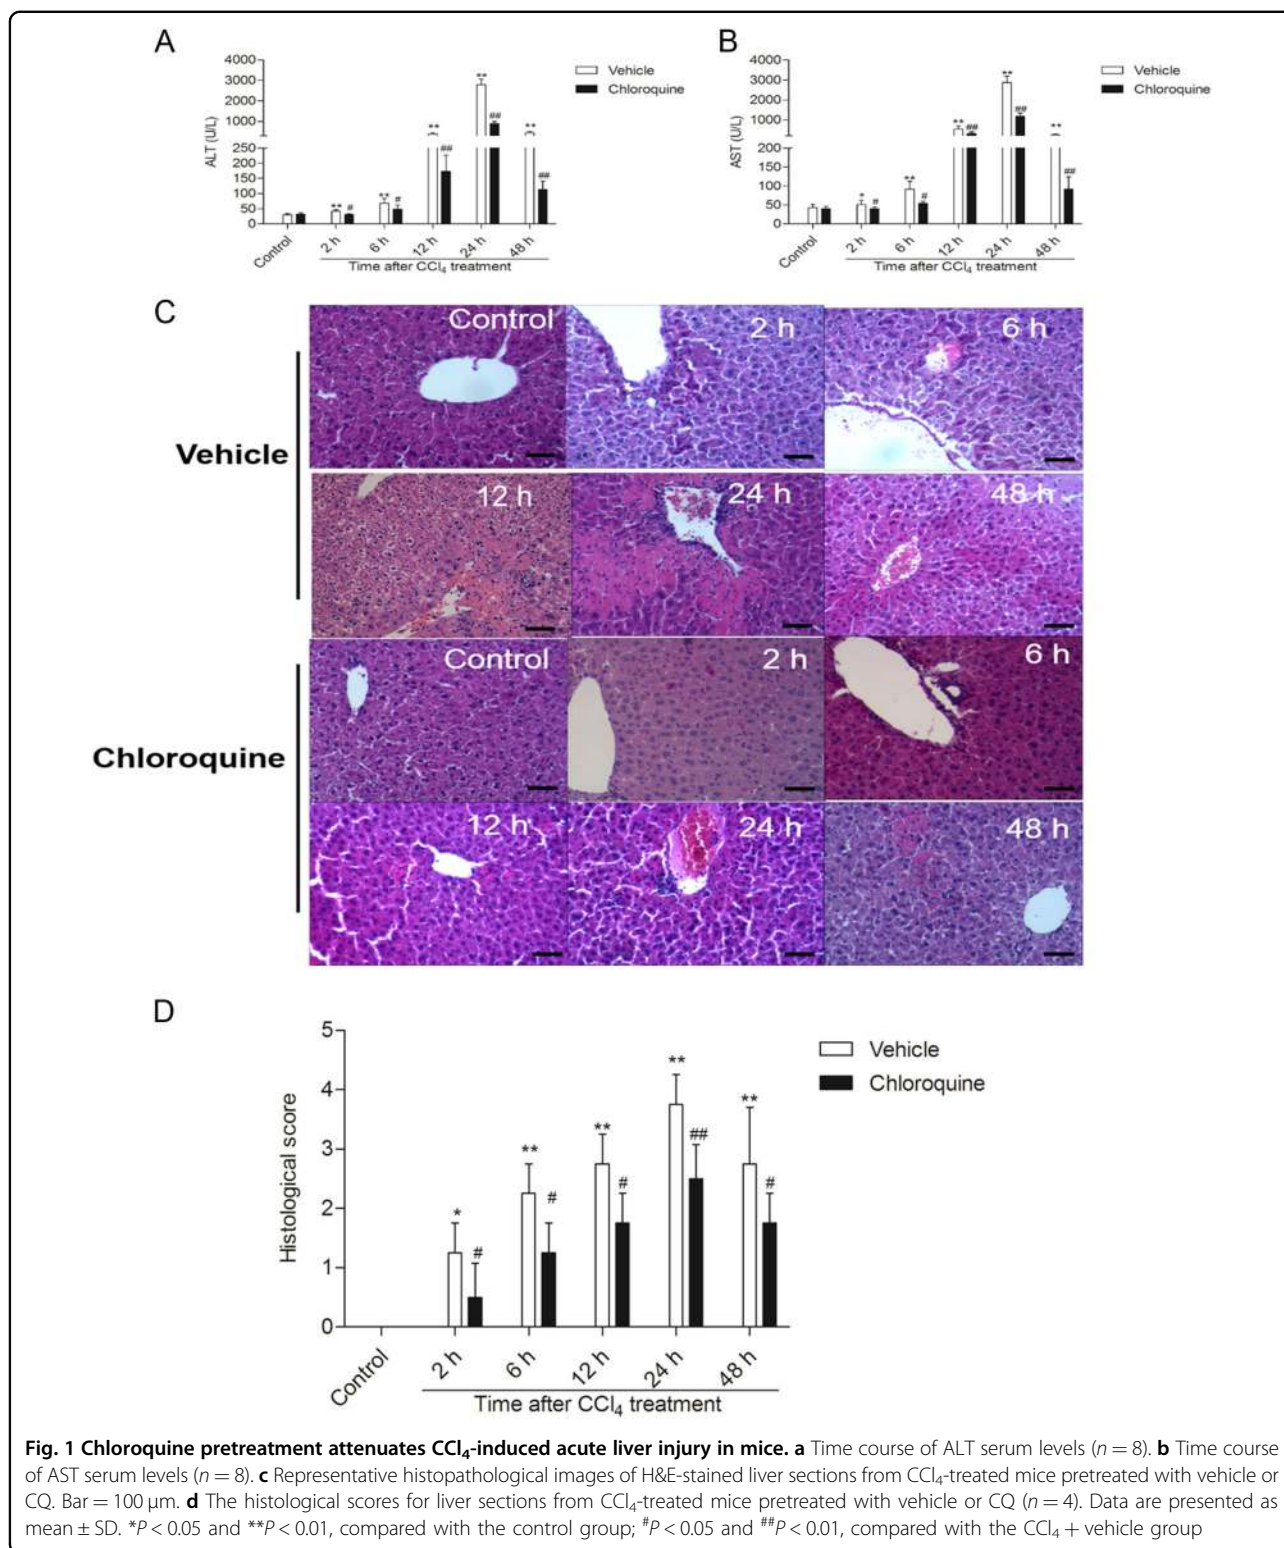 A
4000
3000
2000
1000
250
200
150
100
50
0
ALT (U/L)
** # ** # ** ## ** ## ** ##
Vehicle
Chloroquine
Control 2 h 6 h 12 h 24 h 48 h
Time after CCl₄ treatment
B
4000
3000
2000
1000
200
150
100
50
0
AST (U/L)
* # ** # ** ## ** ## ** ##
Vehicle
Chloroquine
Control 2 h 6 h 12 h 24 h 48 h
Time after CCl₄ treatment
C
Vehicle
Control 2 h 6 h
12 h 24 h 48 h
Chloroquine
Control 2 h 6 h
12 h 24 h 48 h
D
5
4
3
2
1
0
Histological score
* # ** # ** # ** ## ** #
Vehicle
Chloroquine
Control 2 h 6 h 12 h 24 h 48 h
Time after CCl₄ treatment
Fig. 1 Chloroquine pretreatment attenuates CCl₄-induced acute liver injury in mice. a Time course of ALT serum levels (n = 8). b Time course
of AST serum levels (n = 8). c Representative histopathological images of H&E-stained liver sections from CCl₄-treated mice pretreated with vehicle or
CQ. Bar = 100 μm. d The histological scores for liver sections from CCl₄-treated mice pretreated with vehicle or CQ (n = 4). Data are presented as
mean ± SD. *P < 0.05 and **P < 0.01, compared with the control group; #P < 0.05 and ##P < 0.01, compared with the CCl₄ + vehicle group